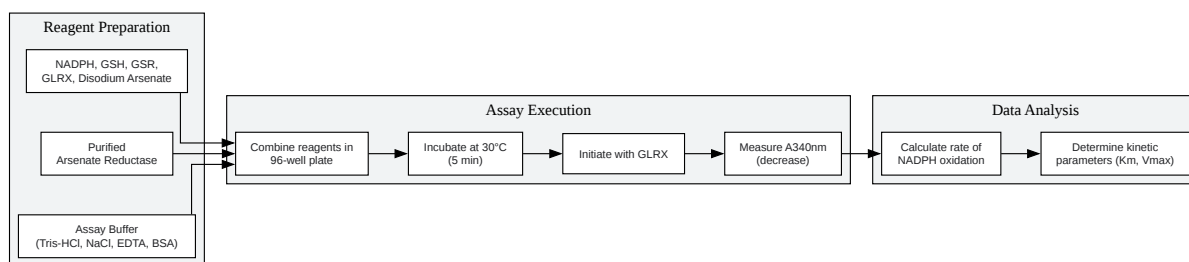 Reagent Preparation
NADPH, GSH, GSR,
GLRX, Disodium Arsenate
Purified
Arsenate Reductase
Assay Buffer
(Tris-HCl, NaCl, EDTA, BSA)
Assay Execution
Combine reagents in
96-well plate
Incubate at 30°C
(5 min)
Initiate with GLRX
Measure A340nm
(decrease)
Data Analysis
Calculate rate of
NADPH oxidation
Determine kinetic
parameters (Km, Vmax)